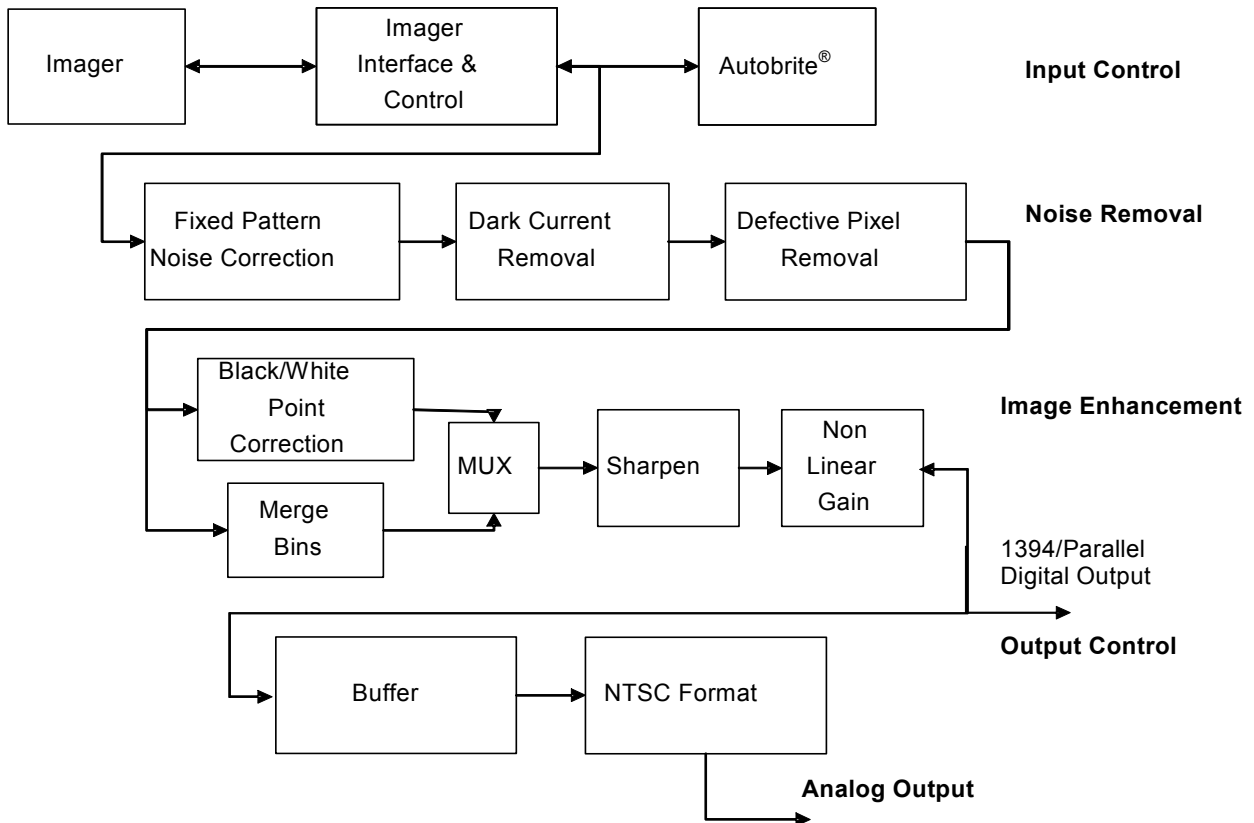 Imager
Imager
Interface &
Control
Autobrite®
Input Control
Fixed Pattern
Noise Correction
Dark Current
Removal
Defective Pixel
Removal
Noise Removal
Black/White
Point
Correction
Merge
Bins
MUX
Sharpen
Non
Linear
Gain
Image Enhancement
1394/Parallel
Digital Output
Output Control
Buffer
NTSC Format
Analog Output